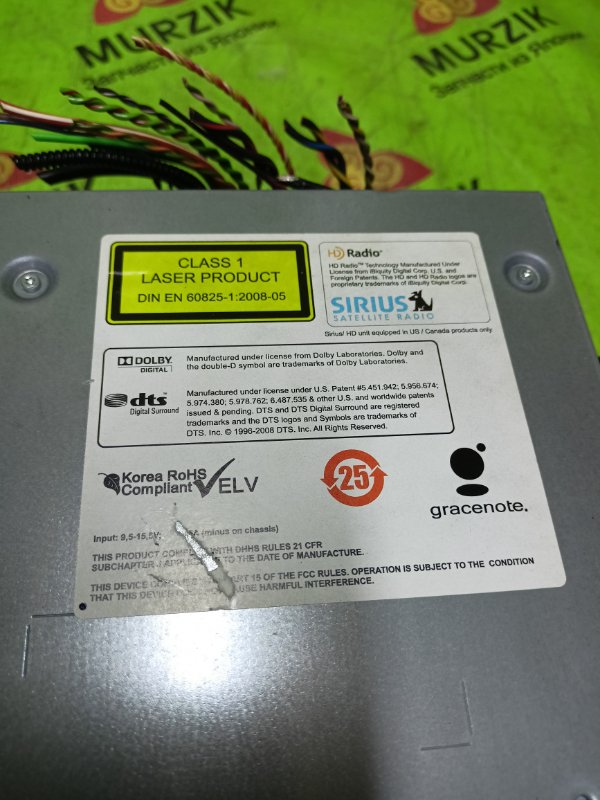 MURZIK
Запчасти из Японии
MURZIK
Запчасти из Японии
CLASS 1
LASER PRODUCT
DIN EN 60825-1:2008-05
HD Radio
HD Radio™ Technology Manufactured Under
License from iBiquity Digital Corp. U.S. and
Foreign Patents. The HD and HD Radio logos are
proprietary trademarks of iBiquity Digital Corp.
SIRIUS
SATELLITE RADIO
Sirius/ HD unit equipped in US / Canada products only.
DOLBY
DIGITAL
Manufactured under license from Dolby Laboratories. Dolby and
the double-D symbol are trademarks of Dolby Laboratories.
dts
Digital Surround
Manufactured under license under U.S. Patent #5.451.942; 5.956.674;
5.974.380; 5.978.762; 6.487.535 & other U.S. and worldwide patents
issued & pending. DTS and DTS Digital Surround are registered
trademarks and the DTS logos and Symbols are trademarks of
DTS, Inc. © 1996-2008 DTS, Inc. All Rights Reserved.
Korea RoHS
Compliant
ELV
25
gracenote.
Input: 9,5-15,5V; (minus on chassis)
THIS PRODUCT WITH DHHS RULES 21 CFR
SUBCHAPTER J TO THE DATE OF MANUFACTURE.
THIS DEVICE PART 15 OF THE FCC RULES. OPERATION IS SUBJECT TO THE CONDITION
THAT THIS DEVICE CAUSE HARMFUL INTERFERENCE.